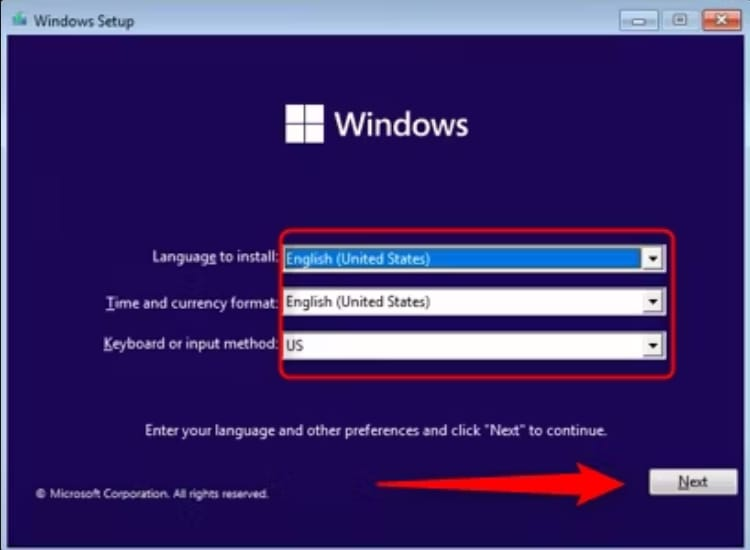 Windows Setup
Windows
Language to install: English (United States)
Time and currency format: English (United States)
Keyboard or input method: US
Enter your language and other preferences and click "Next" to continue.
© Microsoft Corporation. All rights reserved.
Next